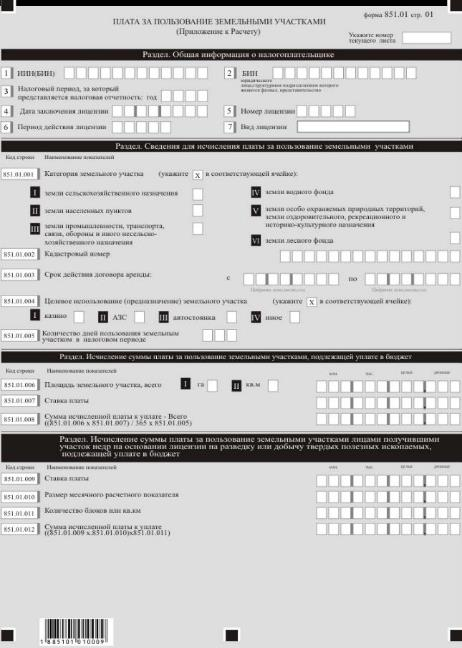 форма 851.01 стр. 01
ПЛАТА ЗА ПОЛЬЗОВАНИЕ ЗЕМЕЛЬНЫМИ УЧАСТКАМИ
(Приложение к Расчету)
Укажите номер
текущего листа
Раздел. Общая информация о налогоплательщике
1 ИИН(БИН)
2 БИН
юридического
3 Налоговый период, за который
представляется налоговая отчетность: год
4 Дата заключения лицензии
5 Номер лицензии
6 Период действия лицензии
7 Вид лицензии
Раздел. Сведения для исчисления платы за пользование земельными участками
Код строки Наименование показателей
851.01.001 Категория земельного участка (укажите X в соответствующей ячейке):
I земли сельскохозяйственного назначения
IV земли водного фонда
II земли населенных пунктов
V земли особо охраняемых природных территорий,
земли оздоровительного, рекреационного и
историко-культурного назначения
III земли промышленности, транспорта,
связи, обороны и иного несельско-
хозяйственного назначения
VI земли лесного фонда
851.01.002 Кадастровый номер
851.01.003 Срок действия договора аренды: с по
851.01.004 Целевое использование (предназначение) земельного участка (укажите X в соответствующей ячейке):
I казино II АЗС III автостоянка IV иное
851.01.005 Количество дней пользования земельным
участком в налоговом периоде
Раздел. Исчисление суммы платы за пользование земельными участками, подлежащей уплате в бюджет
Код строки Наименование показателей млн. тыс. целые
851.01.006 Площадь земельного участка, всего I га II кв.м
851.01.007 Ставка платы
851.01.008 Сумма исчисленной платы к уплате - Всего
((851.01.006 х 851.01.007) / 365 х 851.01.005)
Раздел. Исчисление суммы платы за пользование земельными участками лицами получившими
участок недр на основании лицензии на разведку или добычу твердых полезных ископаемых,
подлежащей уплате в бюджет
Код строки Наименование показателей млн. тыс. целые
851.01.009 Ставка платы
851.01.010 Размер месячного расчетного показателя
851.01.011 Количество блоков или кв.км
851.01.012 Сумма исчисленной платы к уплате
((851.01.009 х 851.01.010)х851.01.011)
1 885101 010009